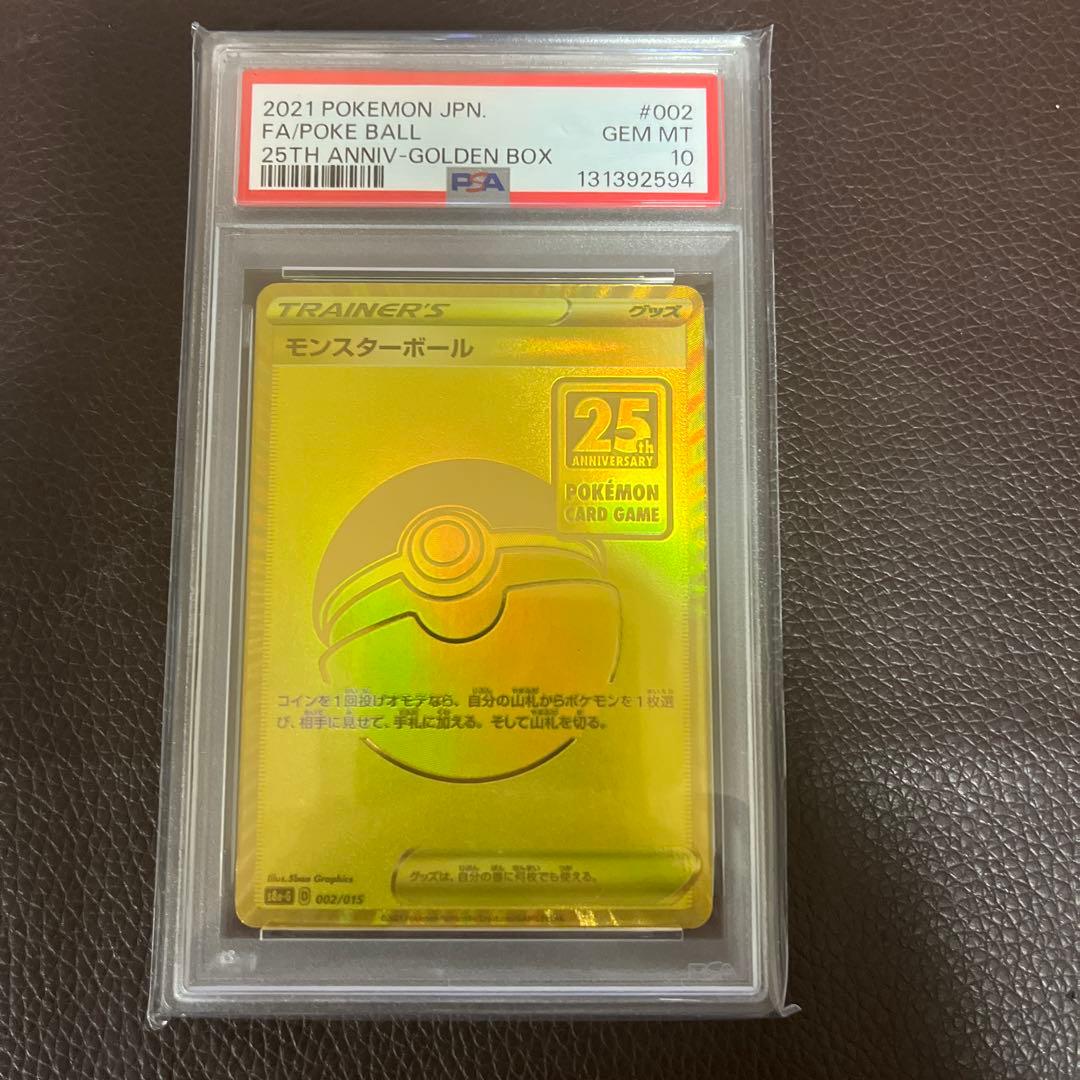 2021 POKEMON JPN. #002
FA/POKE BALL GEM MT
25TH ANNIV-GOLDEN BOX 10
PSA 131392594
TRAINER'S グッズ
モンスターボール
25th
ANNIVERSARY
POKÉMON
CARD GAME
コインを1回投げオモテなら、自分の山札からポケモンを1枚選
び、相手に見せて、手札に加える。そして山札を切る。
グッズは、自分の番に何枚でも使える。
Illus. 5ban Graphics
s8a-G D 002/015